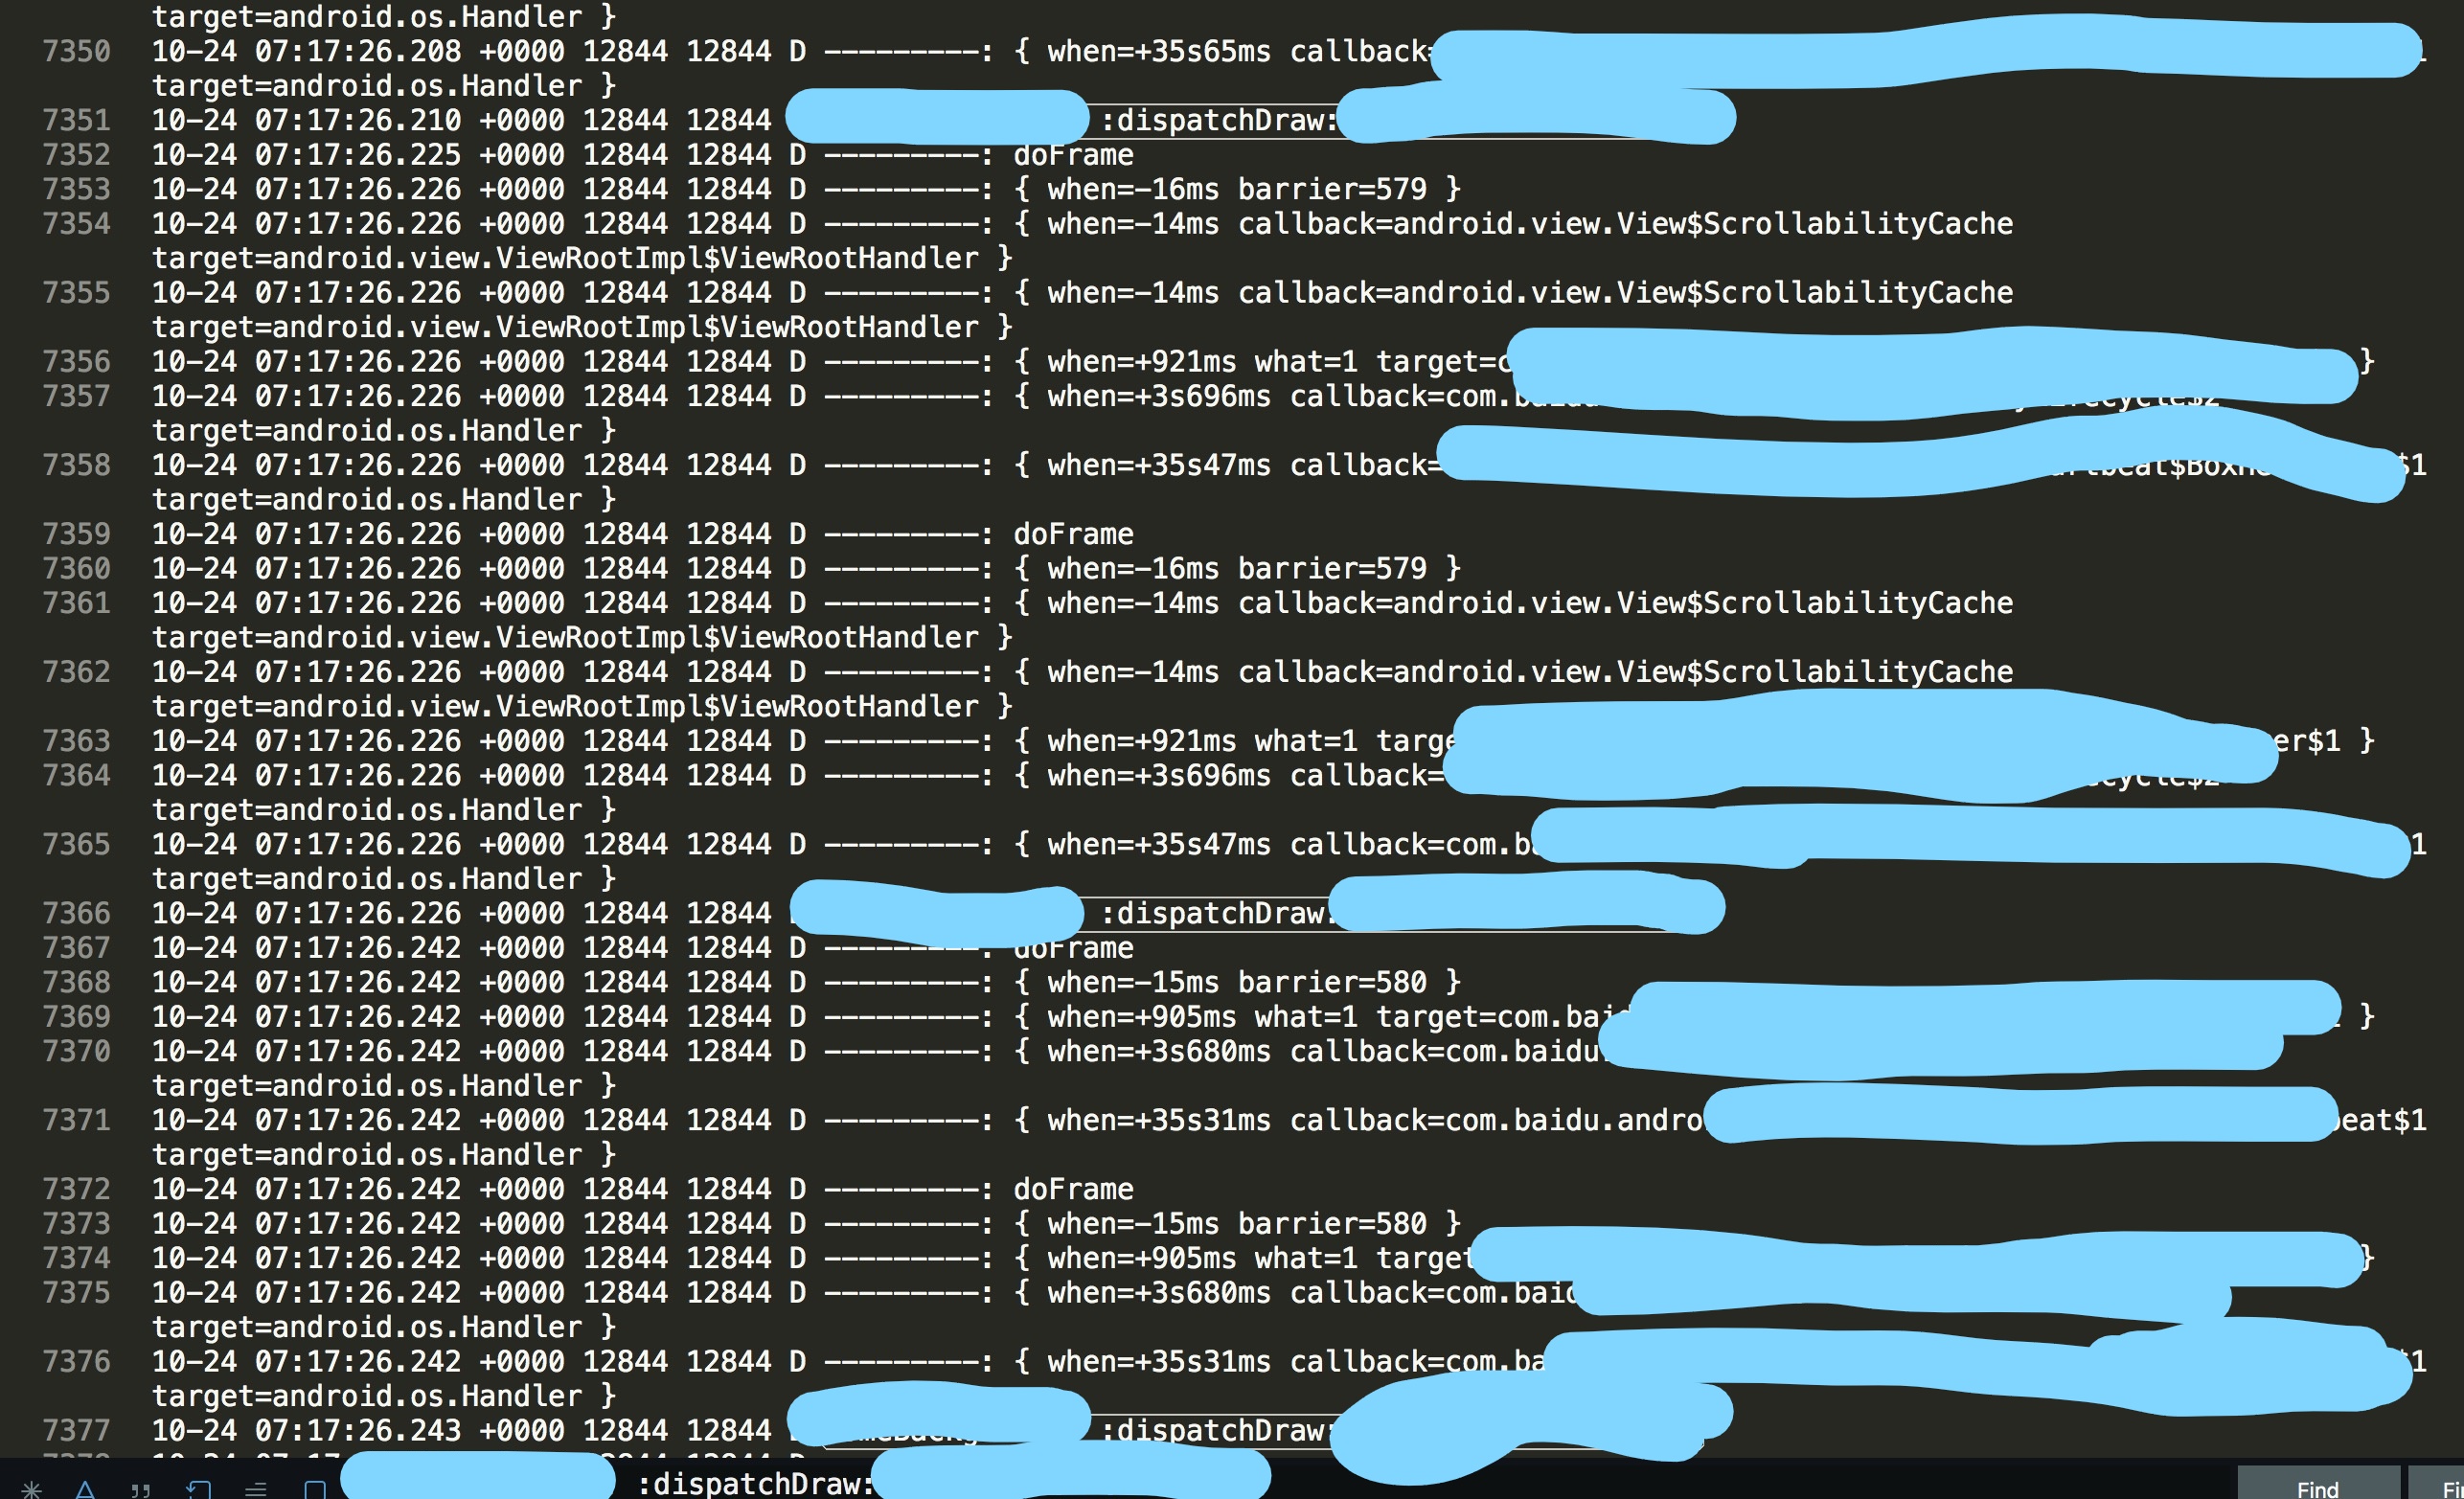 target=android.os.Handler }
7350 10-24 07:17:26.208 +0000 12844 12844 D ---------: { when=+35s65ms callback=
target=android.os.Handler }
7351 10-24 07:17:26.210 +0000 12844 12844 :dispatchDraw:
7352 10-24 07:17:26.225 +0000 12844 12844 D ---------: doFrame
7353 10-24 07:17:26.226 +0000 12844 12844 D ---------: { when=-16ms barrier=579 }
7354 10-24 07:17:26.226 +0000 12844 12844 D ---------: { when=-14ms callback=android.view.View$ScrollabilityCache
target=android.view.ViewRootImpl$ViewRootHandler }
7355 10-24 07:17:26.226 +0000 12844 12844 D ---------: { when=-14ms callback=android.view.View$ScrollabilityCache
target=android.view.ViewRootImpl$ViewRootHandler }
7356 10-24 07:17:26.226 +0000 12844 12844 D ---------: { when=+921ms what=1 target=c }
7357 10-24 07:17:26.226 +0000 12844 12844 D ---------: { when=+3s696ms callback=com.
target=android.os.Handler }
7358 10-24 07:17:26.226 +0000 12844 12844 D ---------: { when=+35s47ms callback= $1
target=android.os.Handler }
7359 10-24 07:17:26.226 +0000 12844 12844 D ---------: doFrame
7360 10-24 07:17:26.226 +0000 12844 12844 D ---------: { when=-16ms barrier=579 }
7361 10-24 07:17:26.226 +0000 12844 12844 D ---------: { when=-14ms callback=android.view.View$ScrollabilityCache
target=android.view.ViewRootImpl$ViewRootHandler }
7362 10-24 07:17:26.226 +0000 12844 12844 D ---------: { when=-14ms callback=android.view.View$ScrollabilityCache
target=android.view.ViewRootImpl$ViewRootHandler }
7363 10-24 07:17:26.226 +0000 12844 12844 D ---------: { when=+921ms what=1 targe er$1 }
7364 10-24 07:17:26.226 +0000 12844 12844 D ---------: { when=+3s696ms callback=
target=android.os.Handler }
7365 10-24 07:17:26.226 +0000 12844 12844 D ---------: { when=+35s47ms callback=com.b 1
target=android.os.Handler }
7366 10-24 07:17:26.226 +0000 12844 12844 :dispatchDraw:
7367 10-24 07:17:26.242 +0000 12844 12844 D ---------: doFrame
7368 10-24 07:17:26.242 +0000 12844 12844 D ---------: { when=-15ms barrier=580 }
7369 10-24 07:17:26.242 +0000 12844 12844 D ---------: { when=+905ms what=1 target=com.bai }
7370 10-24 07:17:26.242 +0000 12844 12844 D ---------: { when=+3s680ms callback=com.baidu
target=android.os.Handler }
7371 10-24 07:17:26.242 +0000 12844 12844 D ---------: { when=+35s31ms callback=com.baidu.andro eat$1
target=android.os.Handler }
7372 10-24 07:17:26.242 +0000 12844 12844 D ---------: doFrame
7373 10-24 07:17:26.242 +0000 12844 12844 D ---------: { when=-15ms barrier=580 }
7374 10-24 07:17:26.242 +0000 12844 12844 D ---------: { when=+905ms what=1 target }
7375 10-24 07:17:26.242 +0000 12844 12844 D ---------: { when=+3s680ms callback=com.bai
target=android.os.Handler }
7376 10-24 07:17:26.242 +0000 12844 12844 D ---------: { when=+35s31ms callback=com.ba 1
target=android.os.Handler }
7377 10-24 07:17:26.243 +0000 12844 12844 :dispatchDraw:
:dispatchDraw:
Find